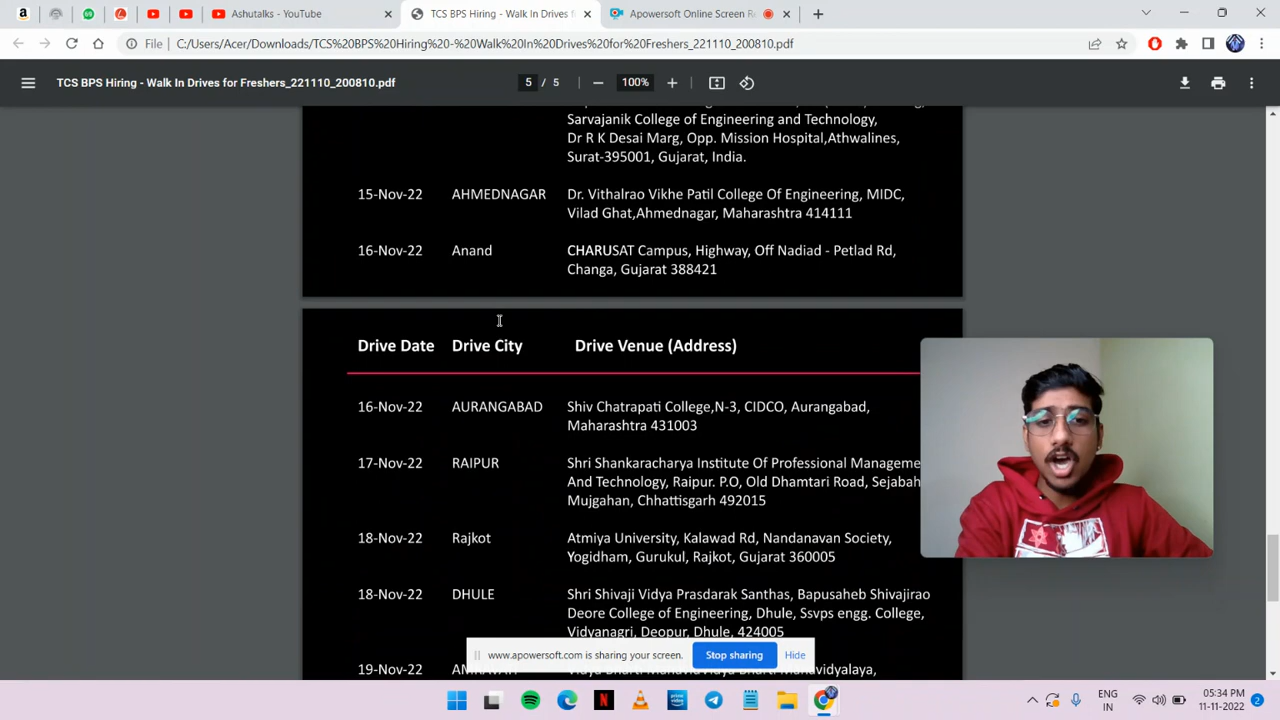 Ashutalks - YouTube
TCS BPS Hiring - Walk In Drives f
Apowersoft Online Screen R
File
C:/Users/Acer/Downloads/TCS%20BPS%20Hiring%20-%20Walk%20In%20Drives%20for%20Freshers_221110_200810.pdf
TCS BPS Hiring - Walk In Drives for Freshers_221110_200810.pdf
5 / 5
100%
Sarvajanik College of Engineering and Technology,
Dr R K Desai Marg, Opp. Mission Hospital,Athwalines,
Surat-395001, Gujarat, India.
15-Nov-22 AHMEDNAGAR Dr. Vithalrao Vikhe Patil College Of Engineering, MIDC,
Vilad Ghat,Ahmednagar, Maharashtra 414111
16-Nov-22 Anand CHARUSAT Campus, Highway, Off Nadiad - Petlad Rd,
Changa, Gujarat 388421
Drive Date Drive City Drive Venue (Address)
16-Nov-22 AURANGABAD Shiv Chatrapati College,N-3, CIDCO, Aurangabad,
Maharashtra 431003
17-Nov-22 RAIPUR Shri Shankaracharya Institute Of Professional Manageme
And Technology, Raipur. P.O, Old Dhamtari Road, Sejabah
Mujgahan, Chhattisgarh 492015
18-Nov-22 Rajkot Atmiya University, Kalawad Rd, Nandanavan Society,
Yogidham, Gurukul, Rajkot, Gujarat 360005
18-Nov-22 DHULE Shri Shivaji Vidya Prasdarak Santhas, Bapusaheb Shivajirao
Deore College of Engineering, Dhule, Ssvps engg. College,
Vidyanagri, Deopur, Dhule, 424005
19-Nov-22
www.apowersoft.com is sharing your screen.
Stop sharing
Hide
ENG
IN
05:34 PM
11-11-2022
2